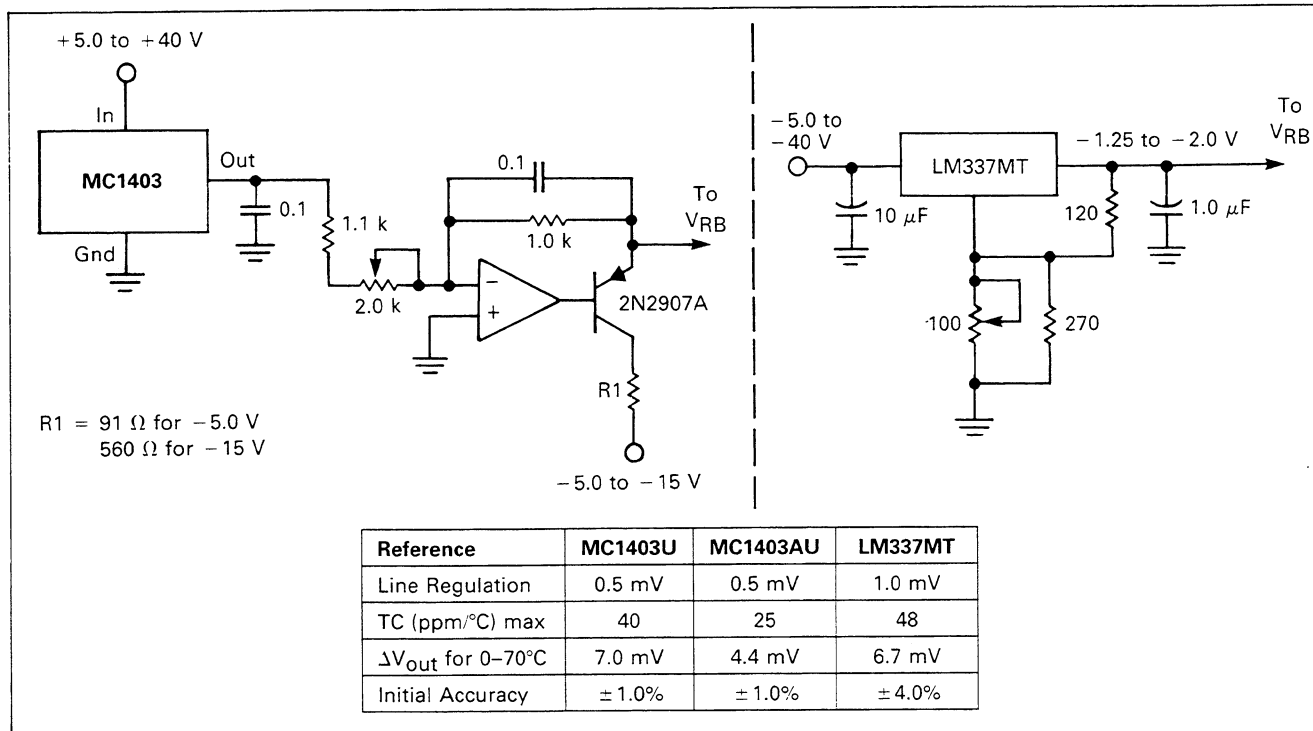 +5.0 to +40 V
In
MC1403
Out
Gnd
0.1
1.1 k
2.0 k
0.1
1.0 k
To
VRB
−
+
2N2907A
R1
−5.0 to −15 V
R1 = 91 Ω for −5.0 V
560 Ω for −15 V
−5.0 to
−40 V
LM337MT
−1.25 to −2.0 V
To
VRB
10 μF
120
1.0 μF
100
270
Reference MC1403U MC1403AU LM337MT
Line Regulation 0.5 mV 0.5 mV 1.0 mV
TC (ppm/°C) max 40 25 48
ΔVout for 0–70°C 7.0 mV 4.4 mV 6.7 mV
Initial Accuracy ±1.0% ±1.0% ±4.0%